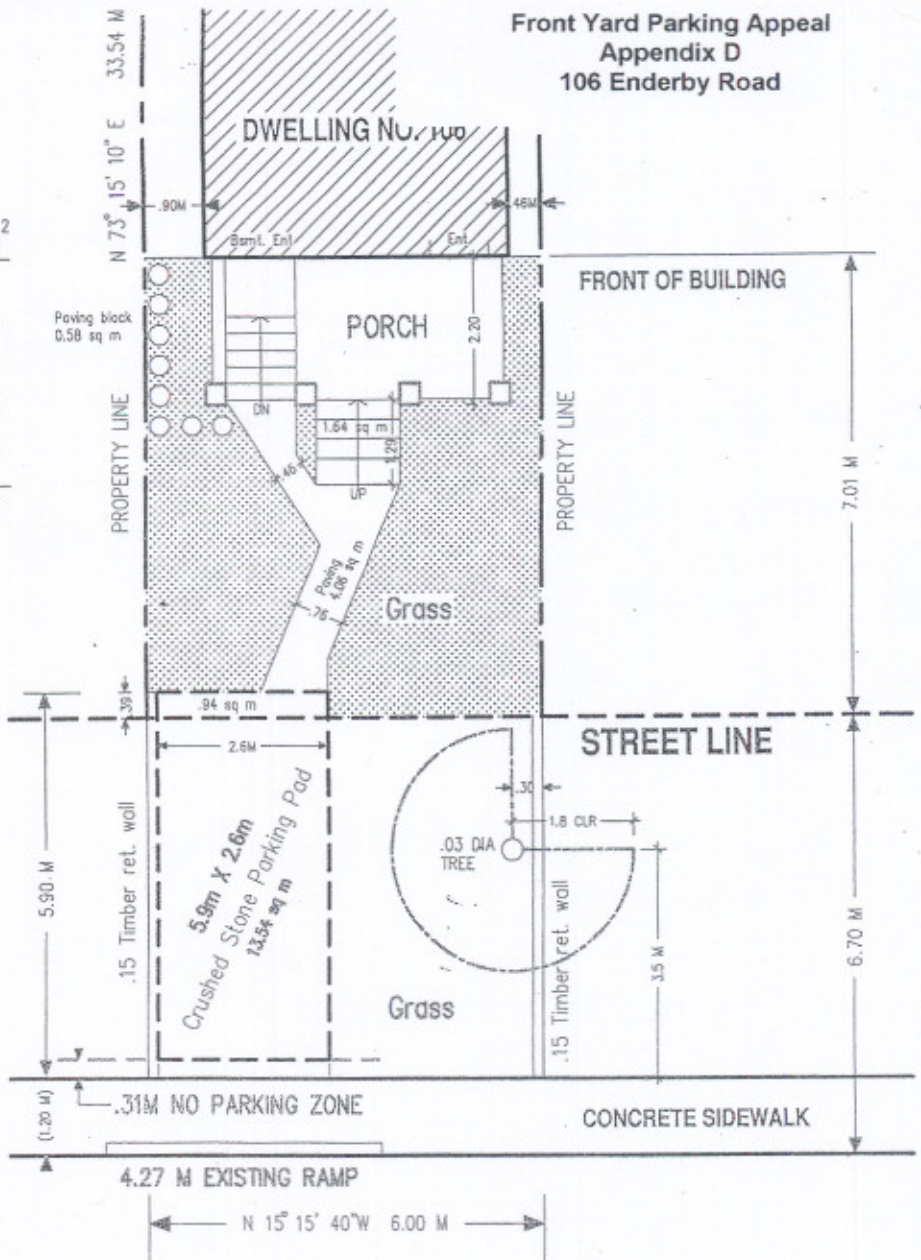 Front Yard Parking Appeal
Appendix D
106 Enderby Road
33.54 M
N 73° 15' 10" E
DWELLING NO. 106
.90M
.46M
2
Bsmt. Ent
Ent.
FRONT OF BUILDING
Paving block
0.58 sq m
PORCH
2.20
DN
1.64 sq m
1.29
UP
.46
PROPERTY LINE
PROPERTY LINE
7.01 M
Paving
4.06 sq m
.76
Grass
.39
.94 sq m
2.6M
STREET LINE
.30
1.8 CLR
.03 DIA
TREE
5.90 M
.15 Timber ret. wall
5.9m X 2.6m
Crushed Stone Parking Pad
13.54 sq m
Grass
.15 Timber ret. wall
3.5 M
6.70 M
(1.20 M)
.31M NO PARKING ZONE
CONCRETE SIDEWALK
4.27 M EXISTING RAMP
N 15° 15' 40"W 6.00 M